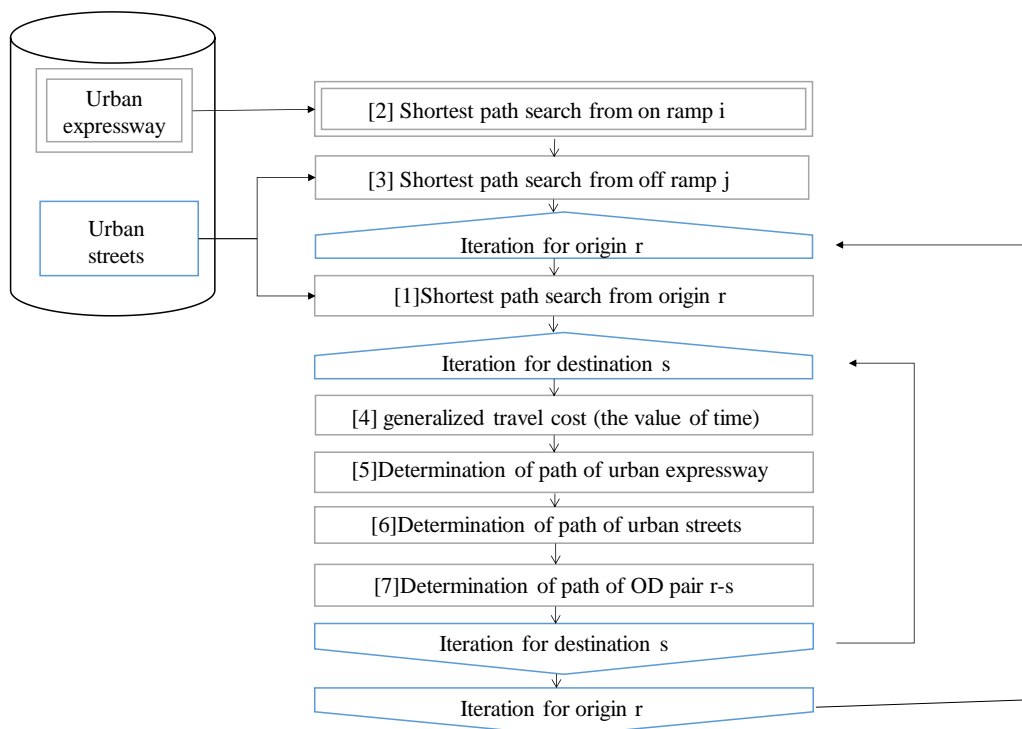 Urban
expressway
Urban
streets
[2] Shortest path search from on ramp i
[3] Shortest path search from off ramp j
Iteration for origin r
[1]Shortest path search from origin r
Iteration for destination s
[4] generalized travel cost (the value of time)
[5]Determination of path of urban expressway
[6]Determination of path of urban streets
[7]Determination of path of OD pair r-s
Iteration for destination s
Iteration for origin r